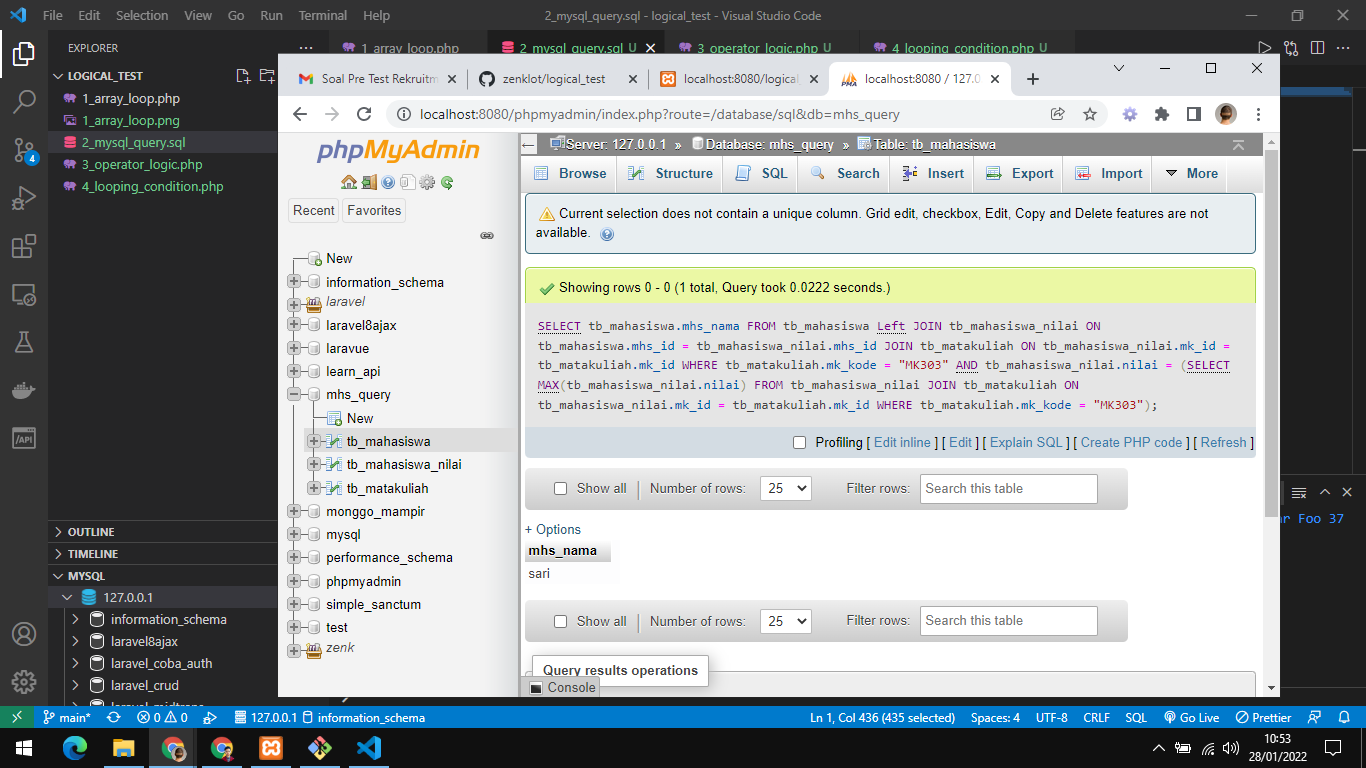 File Edit Selection View Go Run Terminal Help 2_mysql_query.sql - logical_test - Visual Studio Code
EXPLORER
1_array_loop.php 2_mysql_query.sql U 3_operator_logic.php U 4_looping_condition.php U
LOGICAL_TEST
1_array_loop.php
1_array_loop.png
2_mysql_query.sql
3_operator_logic.php
4_looping_condition.php
OUTLINE
TIMELINE
MYSQL
127.0.0.1
information_schema
laravel8ajax
laravel_coba_auth
laravel_crud
4
API
Soal Pre Test Rekruitm
zenklot/logical_test
localhost:8080/logical
localhost:8080 / 127.0
localhost:8080/phpmyadmin/index.php?route=/database/sql&db=mhs_query
phpMyAdmin
Recent Favorites
New
information_schema
laravel
laravel8ajax
laravue
learn_api
mhs_query
New
tb_mahasiswa
tb_mahasiswa_nilai
tb_matakuliah
monggo_mampir
mysql
performance_schema
phpmyadmin
simple_sanctum
test
zenk
Server: 127.0.0.1 » Database: mhs_query » Table: tb_mahasiswa
Browse Structure SQL Search Insert Export Import More
Current selection does not contain a unique column. Grid edit, checkbox, Edit, Copy and Delete features are not
available.
Showing rows 0 - 0 (1 total, Query took 0.0222 seconds.)
SELECT tb_mahasiswa.mhs_nama FROM tb_mahasiswa Left JOIN tb_mahasiswa_nilai ON
tb_mahasiswa.mhs_id = tb_mahasiswa_nilai.mhs_id JOIN tb_matakuliah ON tb_mahasiswa_nilai.mk_id =
tb_matakuliah.mk_id WHERE tb_matakuliah.mk_kode = "MK303" AND tb_mahasiswa_nilai.nilai = (SELECT
MAX(tb_mahasiswa_nilai.nilai) FROM tb_mahasiswa_nilai JOIN tb_matakuliah ON
tb_mahasiswa_nilai.mk_id = tb_matakuliah.mk_id WHERE tb_matakuliah.mk_kode = "MK303");
Profiling [ Edit inline ] [ Edit ] [ Explain SQL ] [ Create PHP code ] [ Refresh ]
Show all Number of rows: 25 Filter rows: Search this table
+ Options
mhs_nama
sari
Show all Number of rows: 25 Filter rows: Search this table
Query results operations
Console
Foo 37
main* 0 0 127.0.0.1 information_schema Ln 1, Col 436 (435 selected) Spaces: 4 UTF-8 CRLF SQL Go Live Prettier
10:53
28/01/2022